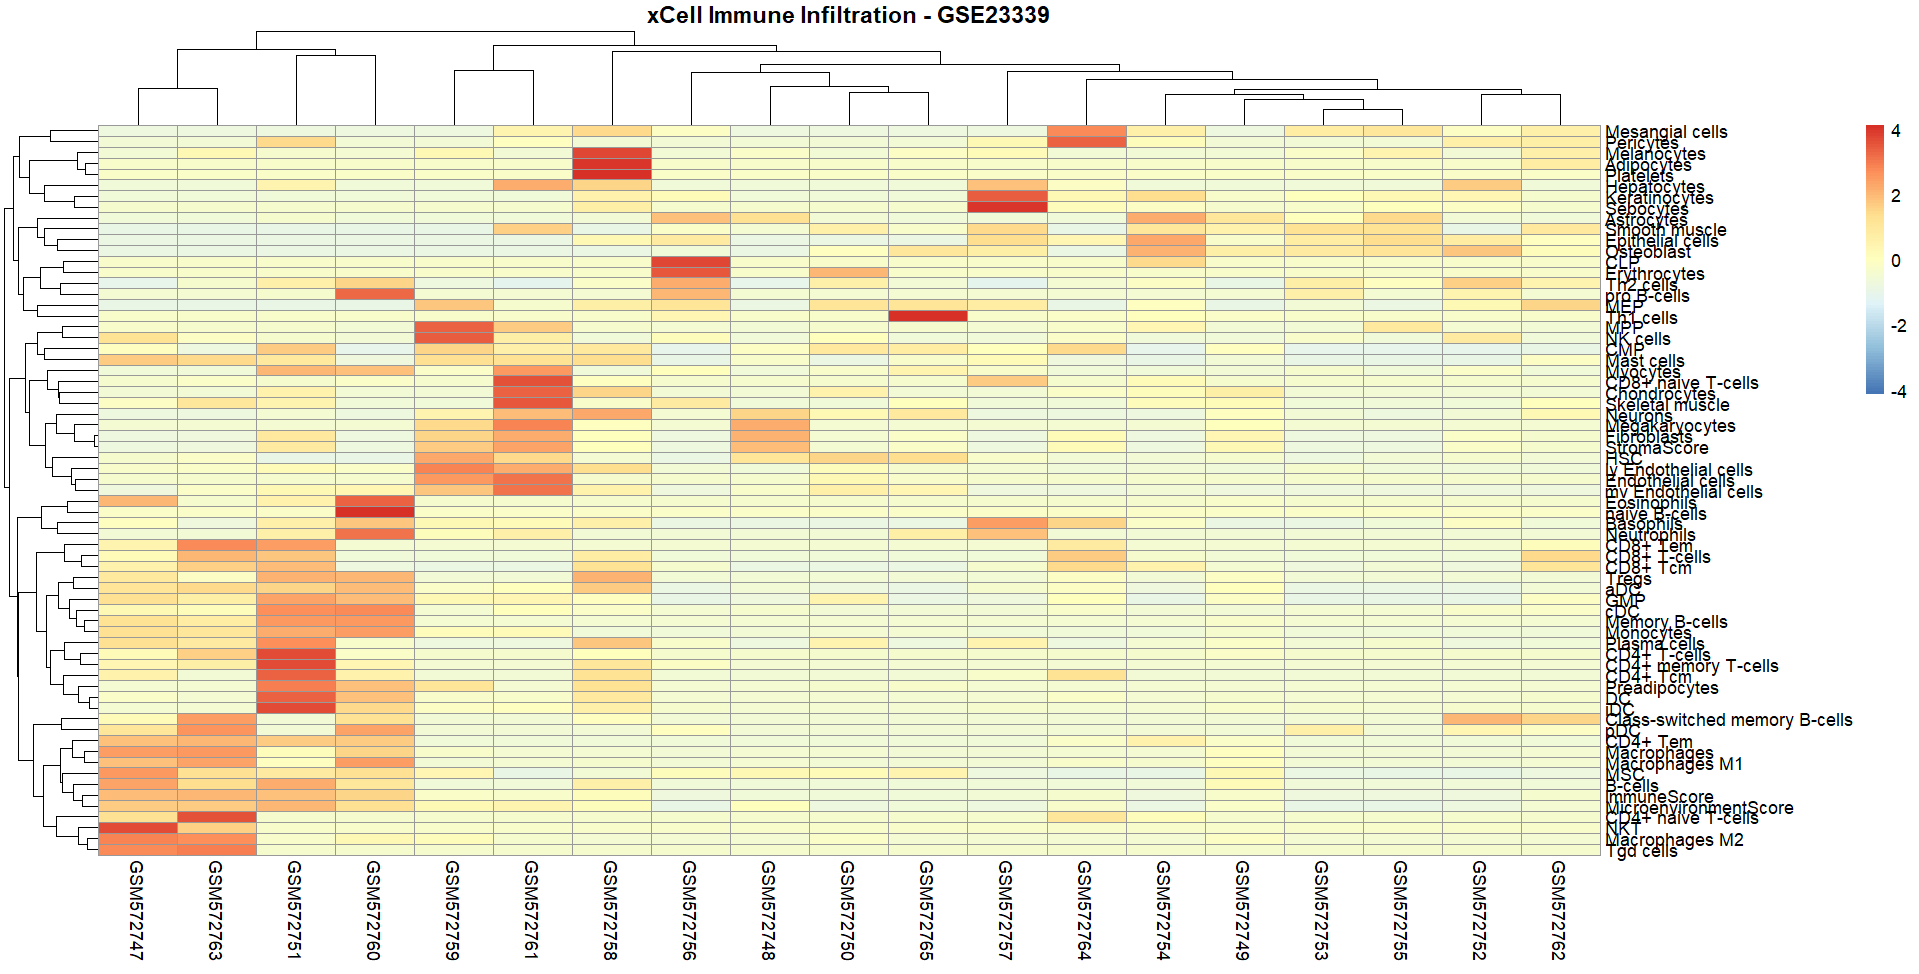 xCell Immune Infiltration - GSE23339
4
2
0
-2
-4
Mesangial cells
Pericytes
Melanocytes
Adipocytes
Platelets
Hepatocytes
Keratinocytes
Sebocytes
Astrocytes
Smooth muscle
Epithelial cells
Osteoblast
CLP
Erythrocytes
Th2 cells
pro B-cells
MEP
Th1 cells
MPP
NK cells
CMP
Mast cells
Myocytes
CD8+ naive T-cells
Chondrocytes
Skeletal muscle
Neurons
Megakaryocytes
Fibroblasts
StromaScore
HSC
ly Endothelial cells
Endothelial cells
mv Endothelial cells
Eosinophils
naive B-cells
Basophils
Neutrophils
CD8+ Tem
CD8+ T-cells
CD8+ Tcm
Tregs
aDC
GMP
cDC
Memory B-cells
Monocytes
Plasma cells
CD4+ T-cells
CD4+ memory T-cells
CD4+ Tcm
Preadipocytes
DC
iDC
Class-switched memory B-cells
pDC
CD4+ Tem
Macrophages
Macrophages M1
MSC
B-cells
ImmuneScore
MicroenvironmentScore
CD4+ naive T-cells
NKT
Macrophages M2
Tgd cells
GSM572747
GSM572763
GSM572751
GSM572760
GSM572759
GSM572761
GSM572758
GSM572756
GSM572748
GSM572750
GSM572765
GSM572757
GSM572764
GSM572754
GSM572749
GSM572753
GSM572755
GSM572752
GSM572762